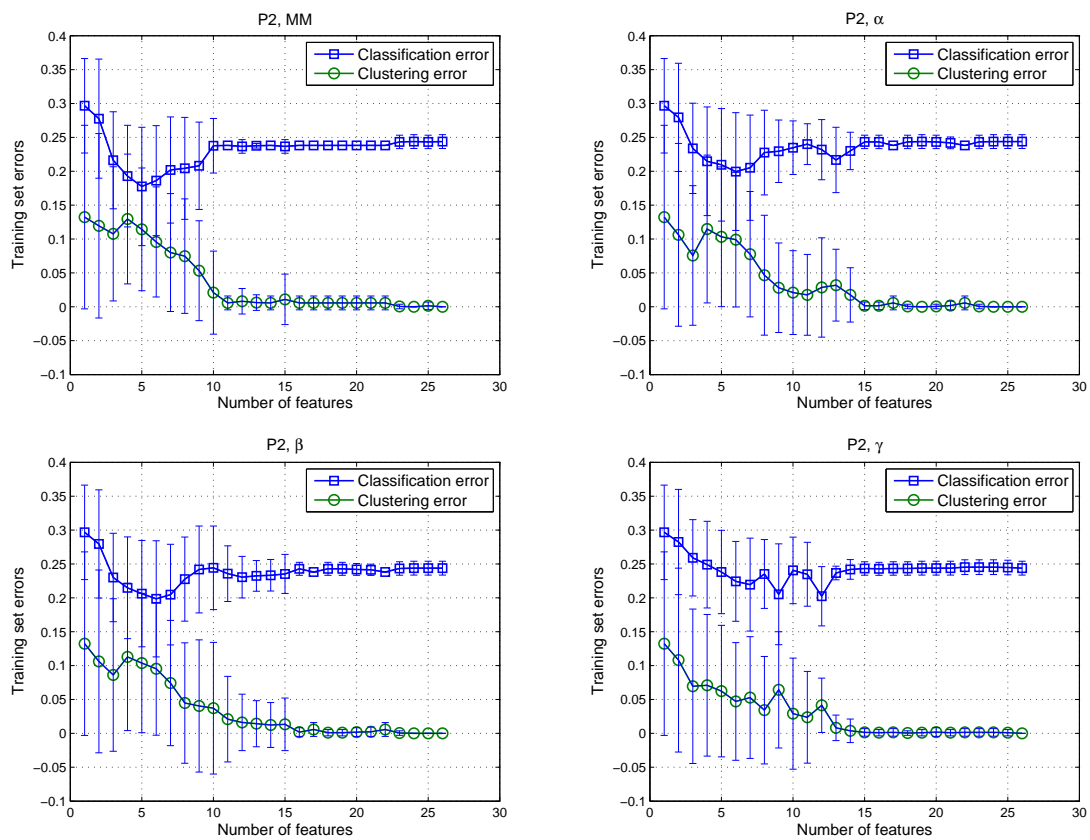 P2, MM
0.4
0.35
0.3
0.25
0.2
0.15
0.1
0.05
0
−0.05
−0.1
Training set errors
Classification error
Clustering error
0 5 10 15 20 25 30
Number of features
P2, α
0.4
0.35
0.3
0.25
0.2
0.15
0.1
0.05
0
−0.05
−0.1
Training set errors
Classification error
Clustering error
0 5 10 15 20 25 30
Number of features
P2, β
0.4
0.35
0.3
0.25
0.2
0.15
0.1
0.05
0
−0.05
−0.1
Training set errors
Classification error
Clustering error
0 5 10 15 20 25 30
Number of features
P2, γ
0.4
0.35
0.3
0.25
0.2
0.15
0.1
0.05
0
−0.05
−0.1
Training set errors
Classification error
Clustering error
0 5 10 15 20 25 30
Number of features